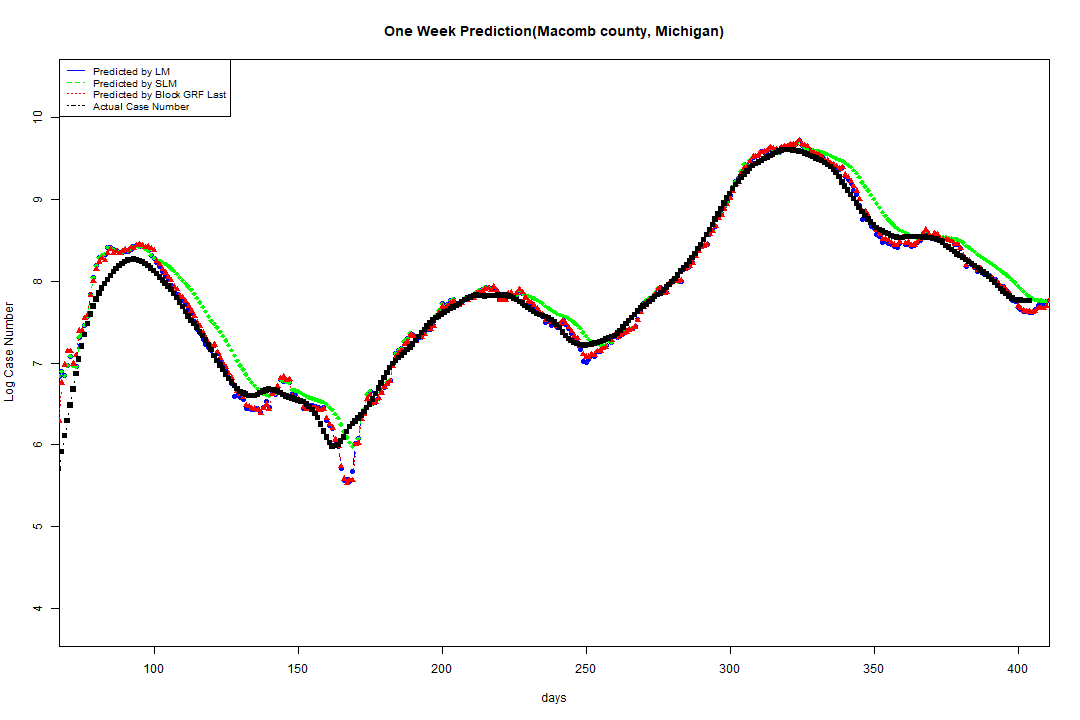 One Week Prediction(Macomb county, Michigan)
Predicted by LM
Predicted by SLM
Predicted by Block GRF Last
Actual Case Number
10
9
8
7
6
5
4
Log Case Number
100 150 200 250 300 350 400
days